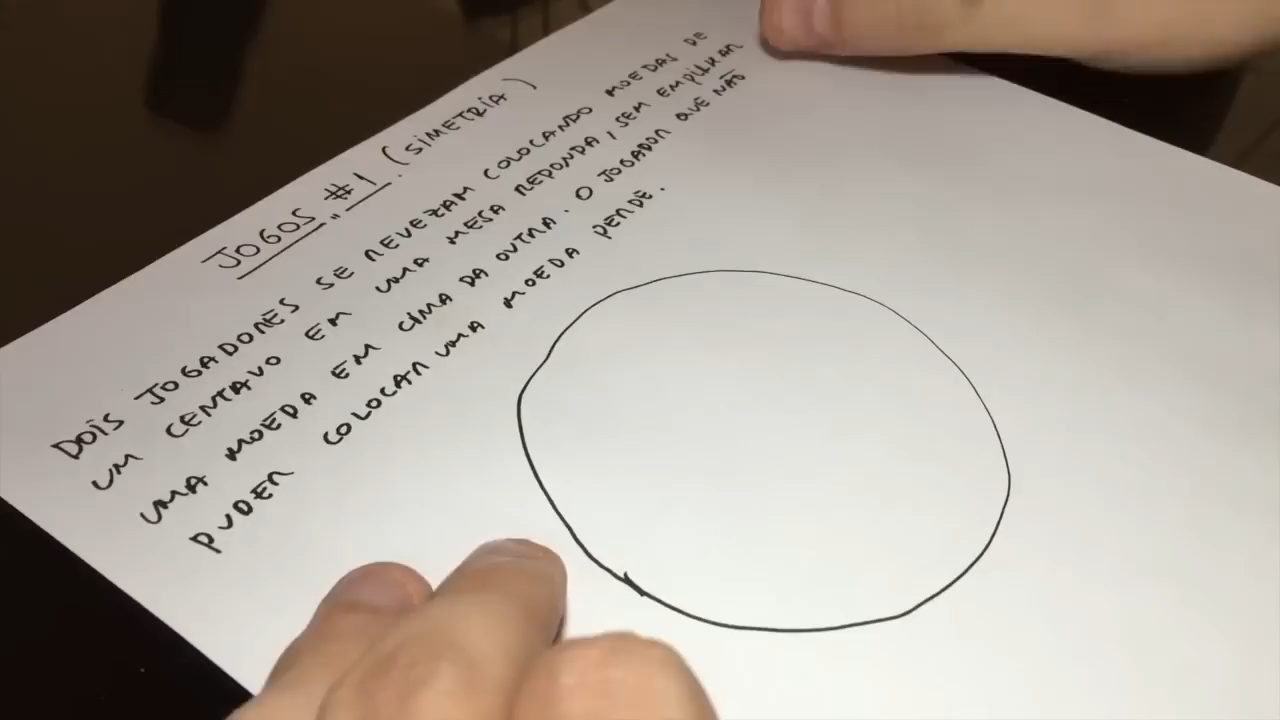 JOGOS #1. (SIMETRIA)
DOIS JOGADORES SE REVEZAM COLOCANDO MOEDAS DE
UM CENTAVO EM UMA MESA REDONDA, SEM EMPILHAR
UMA MOEDA EM CIMA DA OUTRA. O JOGADOR QUE NÃO
PUDER COLOCAR UMA MOEDA PERDE.